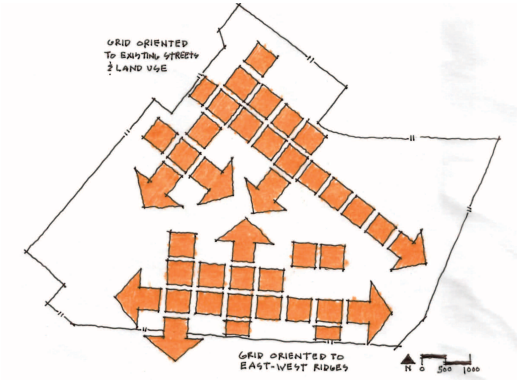 GRID ORIENTED
TO EXISTING STREETS
& LAND USE
GRID ORIENTED TO
EAST-WEST RIDGES
N 0 500 1000